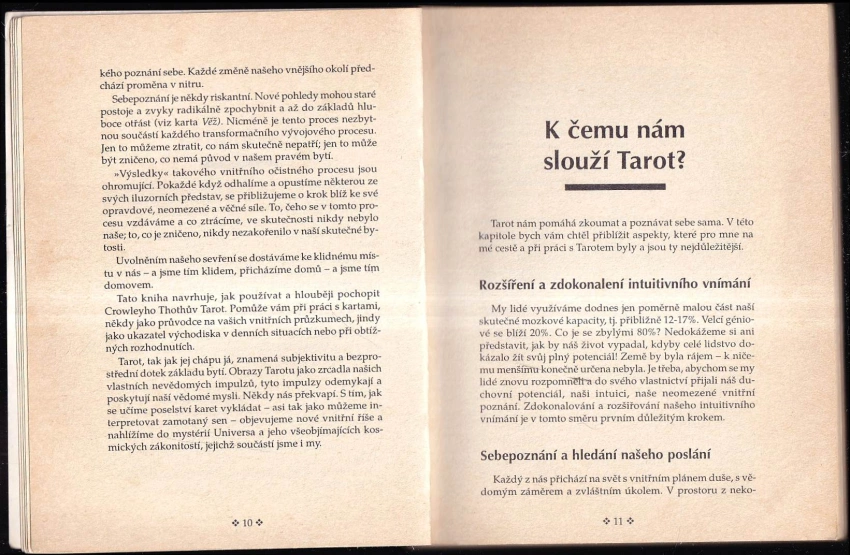 kého poznání sebe. Každé změně našeho vnějšího okolí před-
chází proměna v nitru.
Sebepoznání je někdy riskantní. Nové pohledy mohou staré
postoje a zvyky radikálně zpochybnit a až do základů hlu-
boce otřást (viz karta Věž). Nicméně je tento proces nezbyt-
nou součástí každého transformačního vývojového procesu.
Jen to můžeme ztratit, co nám skutečně nepatří; jen to může
být zničeno, co nemá původ v našem pravém bytí.
»Výsledky« takového vnitřního očistného procesu jsou
ohromující. Pokaždé když odhalíme a opustíme některou ze
svých iluzorních představ, se přibližujeme o krok blíž ke své
opravdové, neomezené a věčné síle. To, čeho se v tomto pro-
cesu vzdáváme a co ztrácíme, ve skutečnosti nikdy nebylo
naše; to, co je zničeno, nikdy nezakořenilo v naší skutečné by-
tosti.
Uvolněním našeho sevření se dostáváme ke klidnému mís-
tu v nás – a jsme tím klidem, přicházíme domů – a jsme tím
domovem.
Tato kniha navrhuje, jak používat a hlouběji pochopit
Crowleyho Thothův Tarot. Pomůže vám při práci s kartami,
někdy jako průvodce na vašich vnitřních průzkumech, jindy
jako ukazatel východiska v denních situacích nebo při obtíž-
ných rozhodnutích.
Tarot, tak jak jej chápu já, znamená subjektivitu a bezpro-
střední dotek základu bytí. Obrazy Tarotu jako zrcadla našich
vlastních nevědomých impulzů, tyto impulzy odemykají a
poskytují naší vědomé mysli. Někdy nás překvapí. S tím, jak
se učíme poselství karet vykládat – asi tak jako můžeme in-
terpretovat zamotaný sen – objevujeme nové vnitřní říše a
nahlížíme do mystérií Universa a jeho všeobjímajících kos-
mických zákonitostí, jejichž součástí jsme i my.
❖ 10 ❖
K čemu nám
slouží Tarot?
Tarot nám pomáhá zkoumat a poznávat sebe sama. V této
kapitole bych vám chtěl přiblížit aspekty, které pro mne na
mé cestě a při práci s Tarotem byly a jsou ty nejdůležitější.
Rozšíření a zdokonalení intuitivního vnímání
My lidé využíváme dodnes jen poměrně malou část naší
skutečné mozkové kapacity, tj. přibližně 12-17%. Velcí génio-
vé se blíží 20%. Co je se zbylými 80%? Nedokážeme si ani
představit, jak by náš život vypadal, kdyby celé lidstvo do-
kázalo žít svůj plný potenciál! Země by byla rájem – k niče-
mu menšímu konečně určena nebyla. Je třeba, abychom se my
lidé znovu rozpomněli a do svého vlastnictví přijali náš du-
chovní potenciál, naši intuici, naše neomezené vnitřní
poznání. Zdokonalování a rozšiřování našeho intuitivního
vnímání je v tomto směru prvním důležitým krokem.
Sebepoznání a hledání našeho poslání
Každý z nás přichází na svět s vnitřním plánem duše, s vě-
domým záměrem a zvláštním úkolem. V prostoru z neko-
❖ 11 ❖